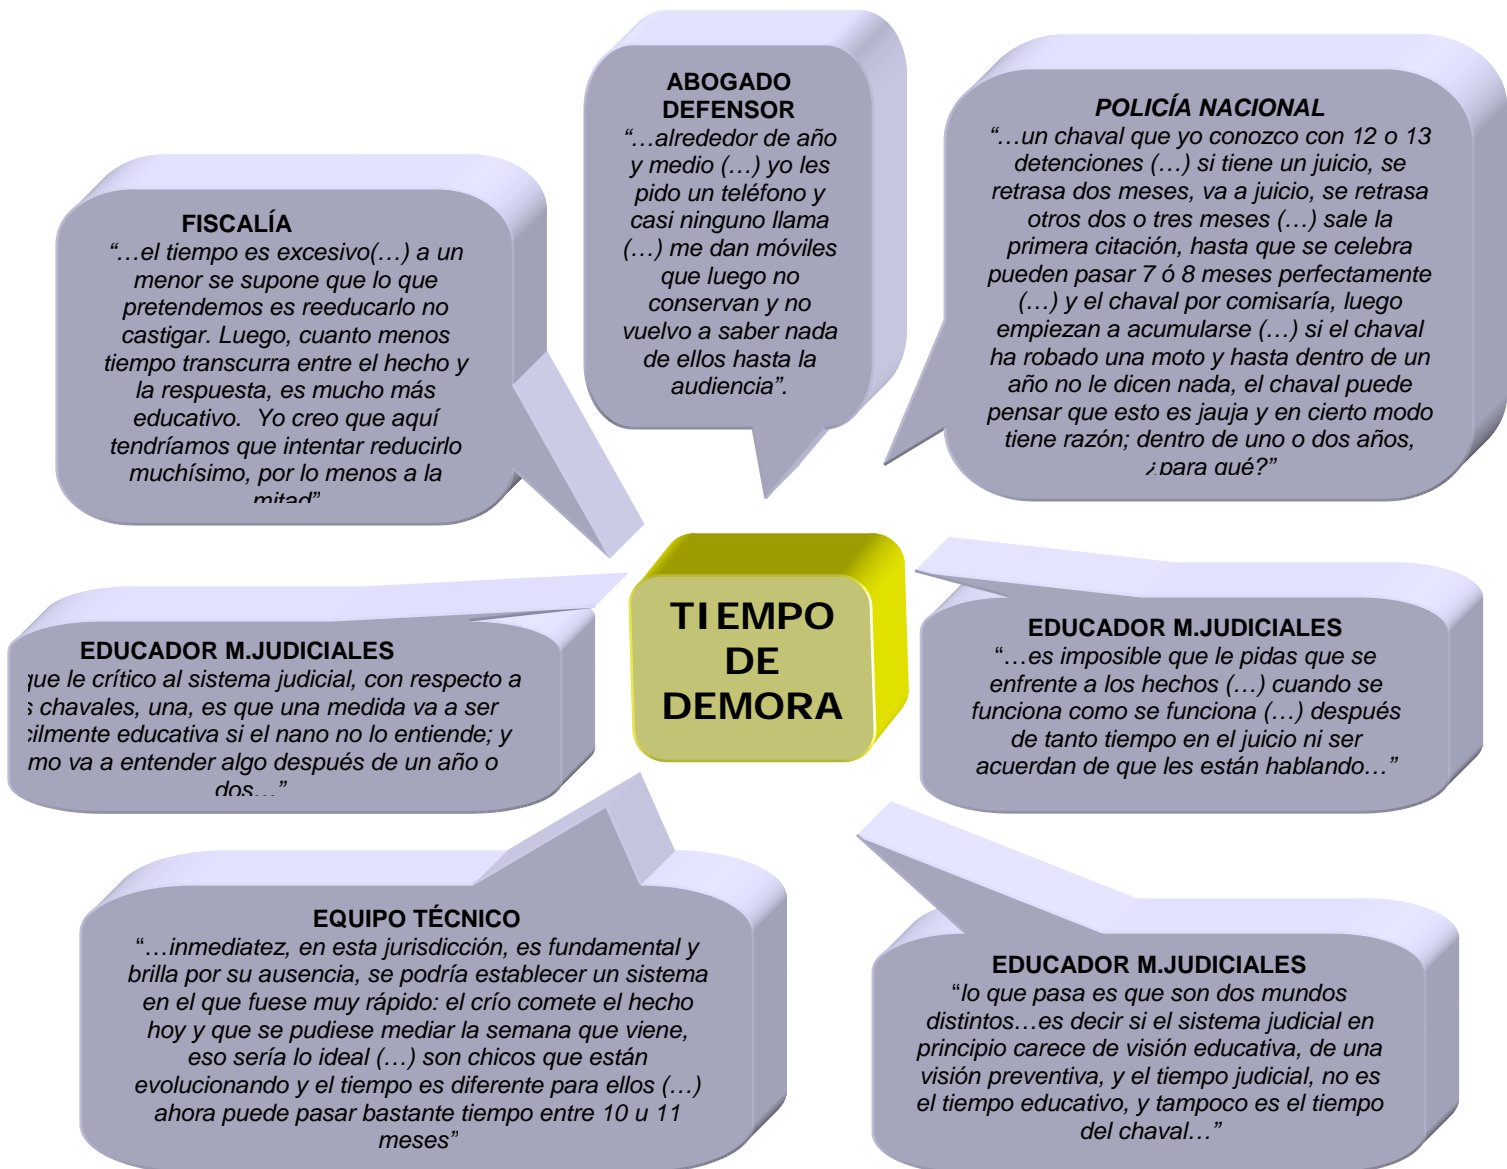 ABOGADO
DEFENSOR
“…alrededor de año
y medio (…) yo les
pido un teléfono y
casi ninguno llama
(…) me dan móviles
que luego no
conservan y no
vuelvo a saber nada
de ellos hasta la
audiencia”.
POLICÍA NACIONAL
“…un chaval que yo conozco con 12 o 13
detenciones (…) si tiene un juicio, se
retrasa dos meses, va a juicio, se retrasa
otros dos o tres meses (…) sale la
primera citación, hasta que se celebra
pueden pasar 7 ó 8 meses perfectamente
(…) y el chaval por comisaría, luego
empiezan a acumularse (…) si el chaval
ha robado una moto y hasta dentro de un
año no le dicen nada, el chaval puede
pensar que esto es jauja y en cierto modo
tiene razón; dentro de uno o dos años,
¿para qué?”
FISCALÍA
“…el tiempo es excesivo(…) a un
menor se supone que lo que
pretendemos es reeducarlo no
castigar. Luego, cuanto menos
tiempo transcurra entre el hecho y
la respuesta, es mucho más
educativo. Yo creo que aquí
tendríamos que intentar reducirlo
muchísimo, por lo menos a la
mitad”
TIEMPO
DE
DEMORA
EDUCADOR M.JUDICIALES
que le crítico al sistema judicial, con respecto a
s chavales, una, es que una medida va a ser
cilmente educativa si el nano no lo entiende; y
mo va a entender algo después de un año o
dos…”
EDUCADOR M.JUDICIALES
“…es imposible que le pidas que se
enfrente a los hechos (…) cuando se
funciona como se funciona (…) después
de tanto tiempo en el juicio ni ser
acuerdan de que les están hablando…”
EQUIPO TÉCNICO
“…inmediatez, en esta jurisdicción, es fundamental y
brilla por su ausencia, se podría establecer un sistema
en el que fuese muy rápido: el crío comete el hecho
hoy y que se pudiese mediar la semana que viene,
eso sería lo ideal (…) son chicos que están
evolucionando y el tiempo es diferente para ellos (…)
ahora puede pasar bastante tiempo entre 10 u 11
meses”
EDUCADOR M.JUDICIALES
“lo que pasa es que son dos mundos
distintos…es decir si el sistema judicial en
principio carece de visión educativa, de una
visión preventiva, y el tiempo judicial, no es
el tiempo educativo, y tampoco es el tiempo
del chaval…”